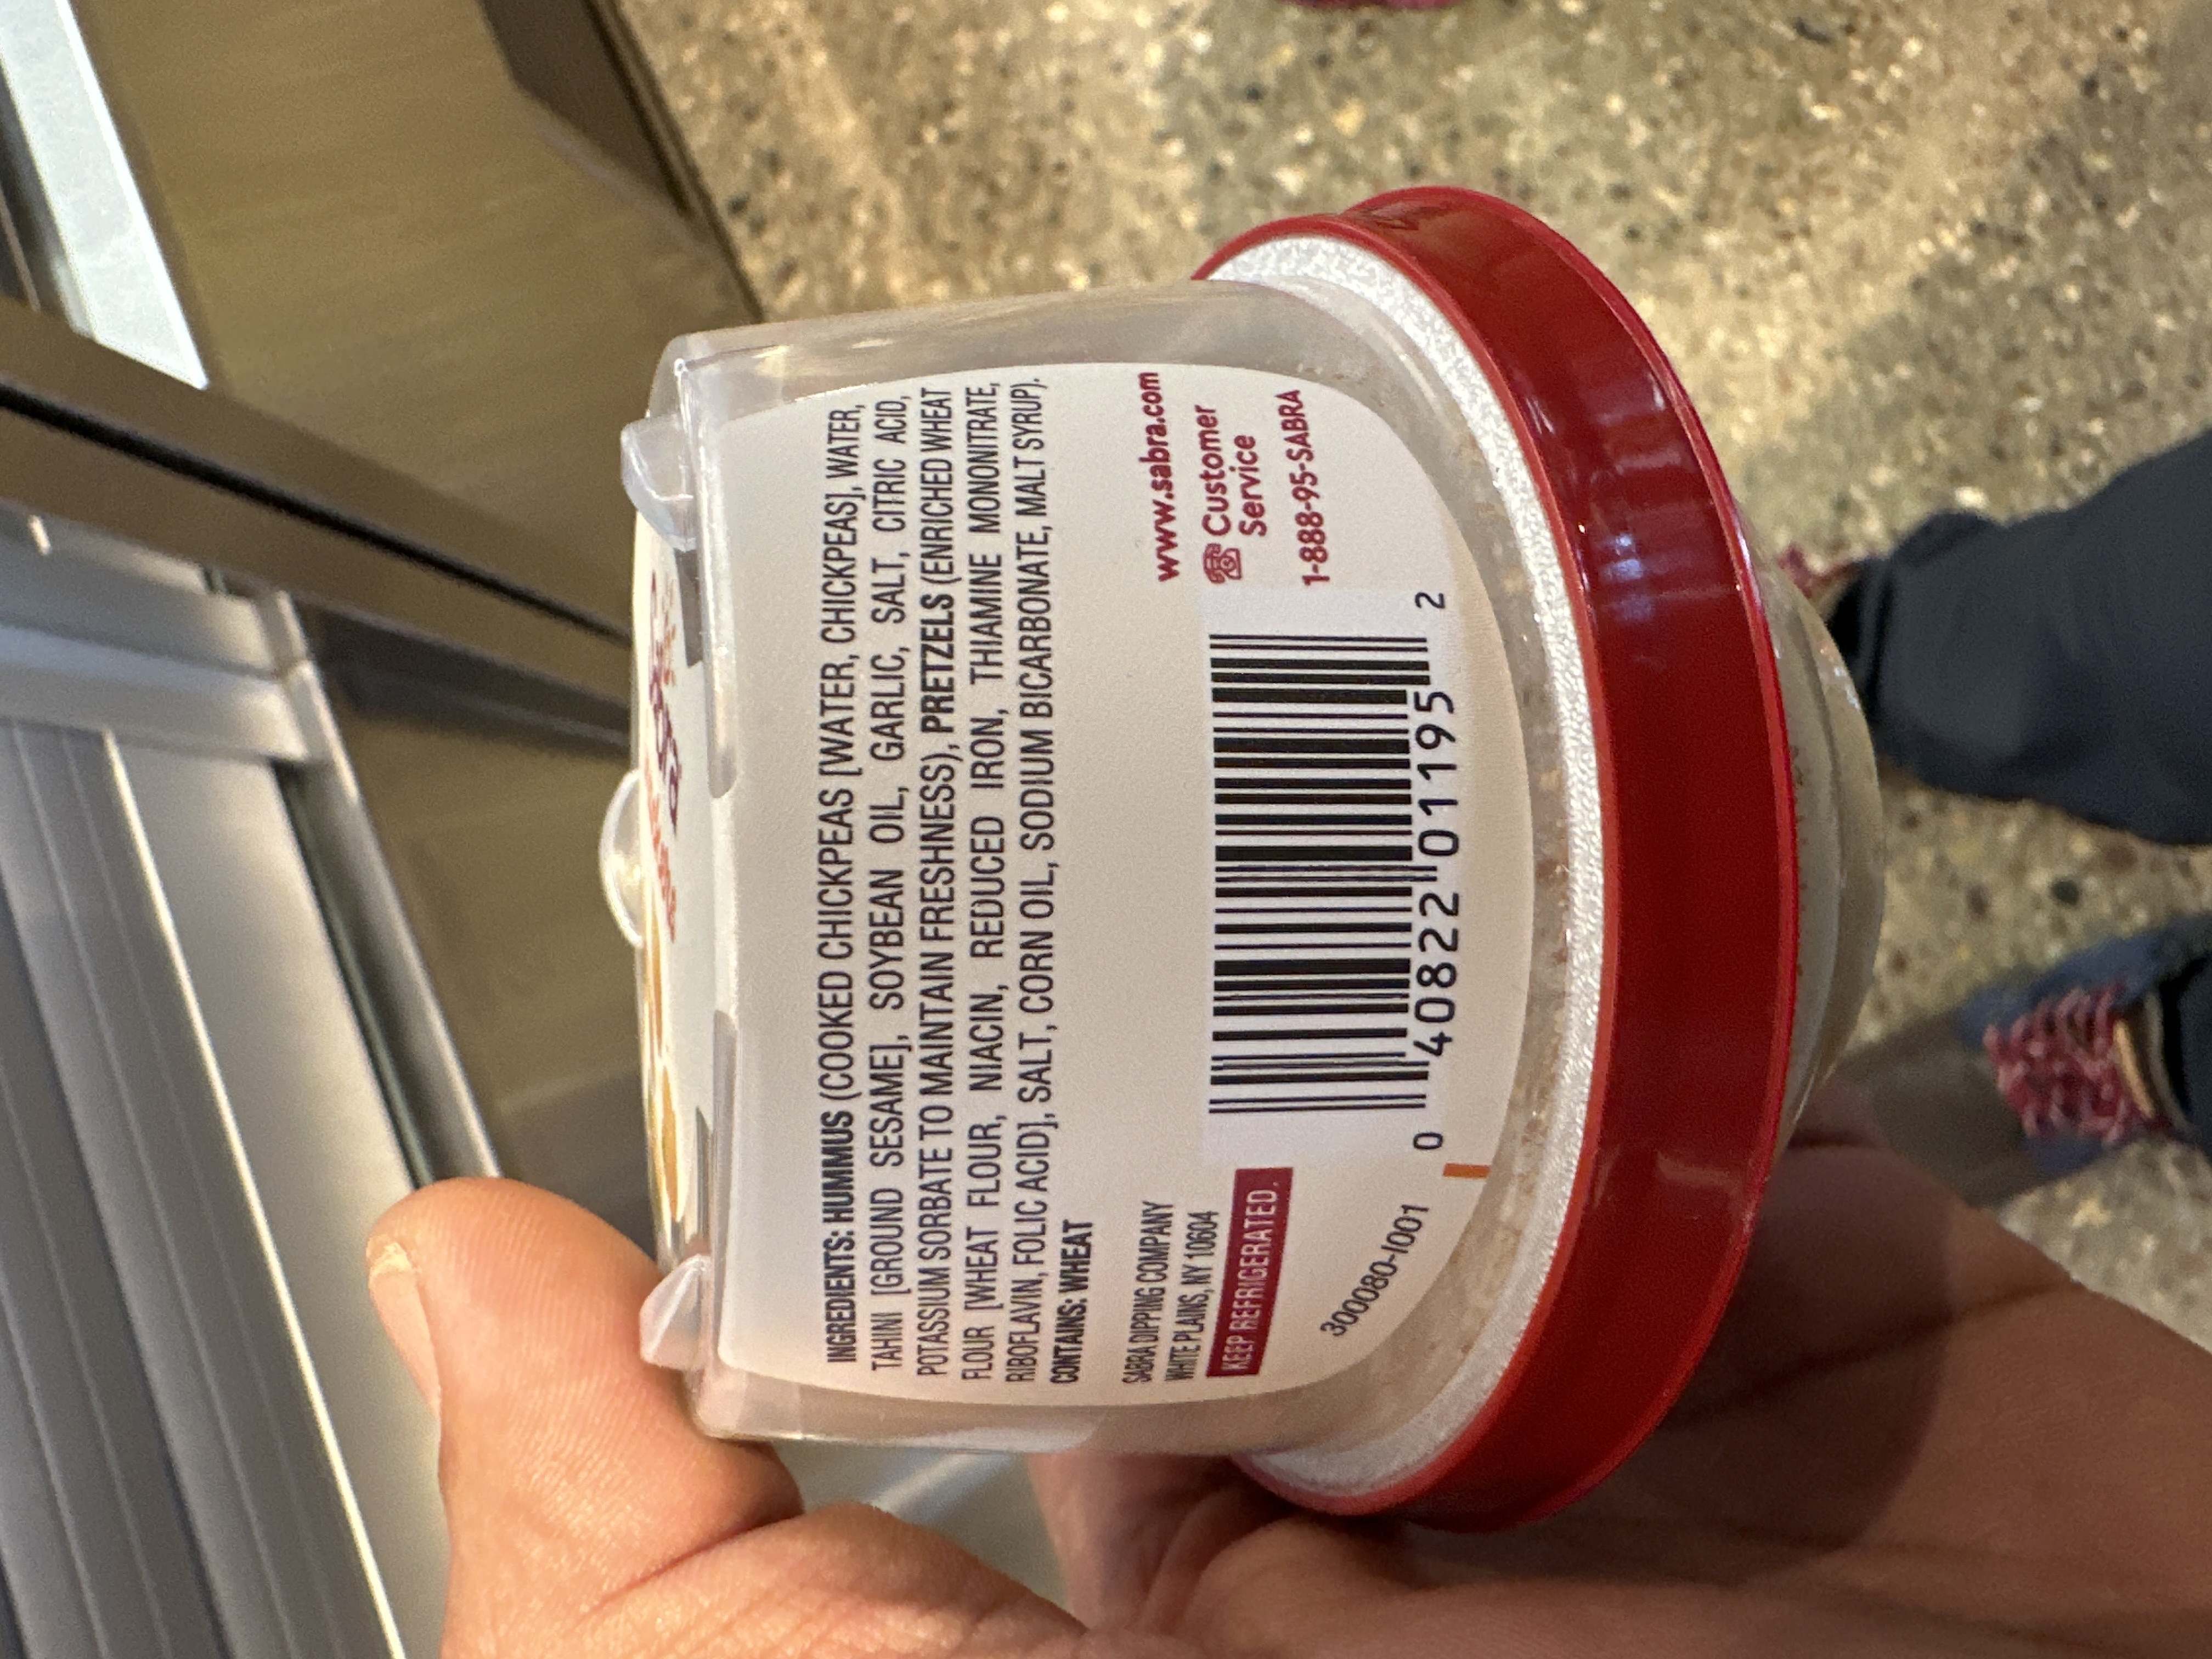 INGREDIENTS: HUMMUS (COOKED CHICKPEAS [WATER, CHICKPEAS], WATER,
TAHINI [GROUND SESAME], SOYBEAN OIL, GARLIC, SALT, CITRIC ACID,
POTASSIUM SORBATE TO MAINTAIN FRESHNESS), PRETZELS (ENRICHED WHEAT
FLOUR [WHEAT FLOUR, NIACIN, REDUCED IRON, THIAMINE MONONITRATE,
RIBOFLAVIN, FOLIC ACID], SALT, CORN OIL, SODIUM BICARBONATE, MALT SYRUP).
CONTAINS: WHEAT
SABRA DIPPING COMPANY
WHITE PLAINS, NY 10604
KEEP REFRIGERATED.
300080-I001
www.sabra.com
Customer
Service
1-888-95-SABRA
0 40822 01195 2